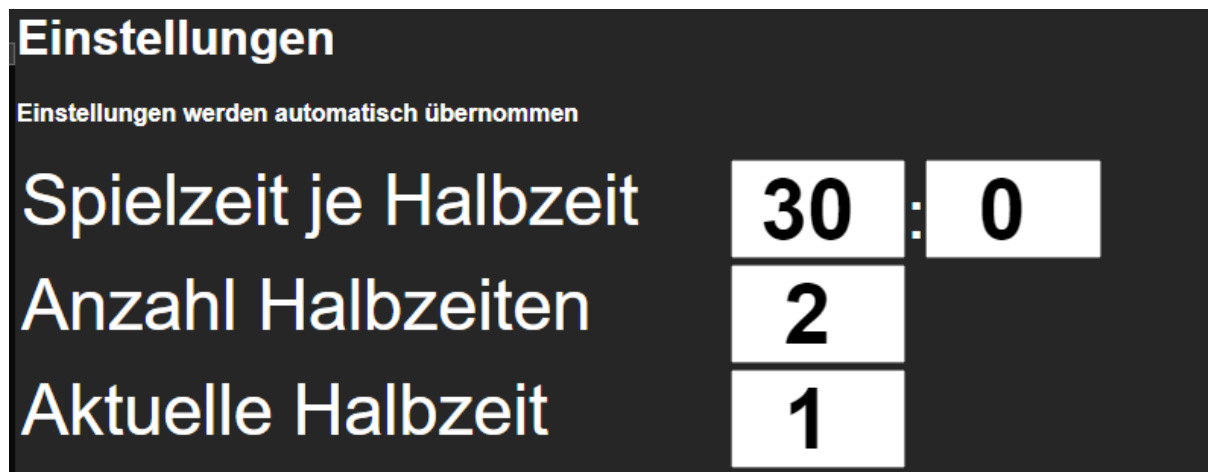 Einstellungen
Einstellungen werden automatisch übernommen
Spielzeit je Halbzeit 30 : 0
Anzahl Halbzeiten 2
Aktuelle Halbzeit 1